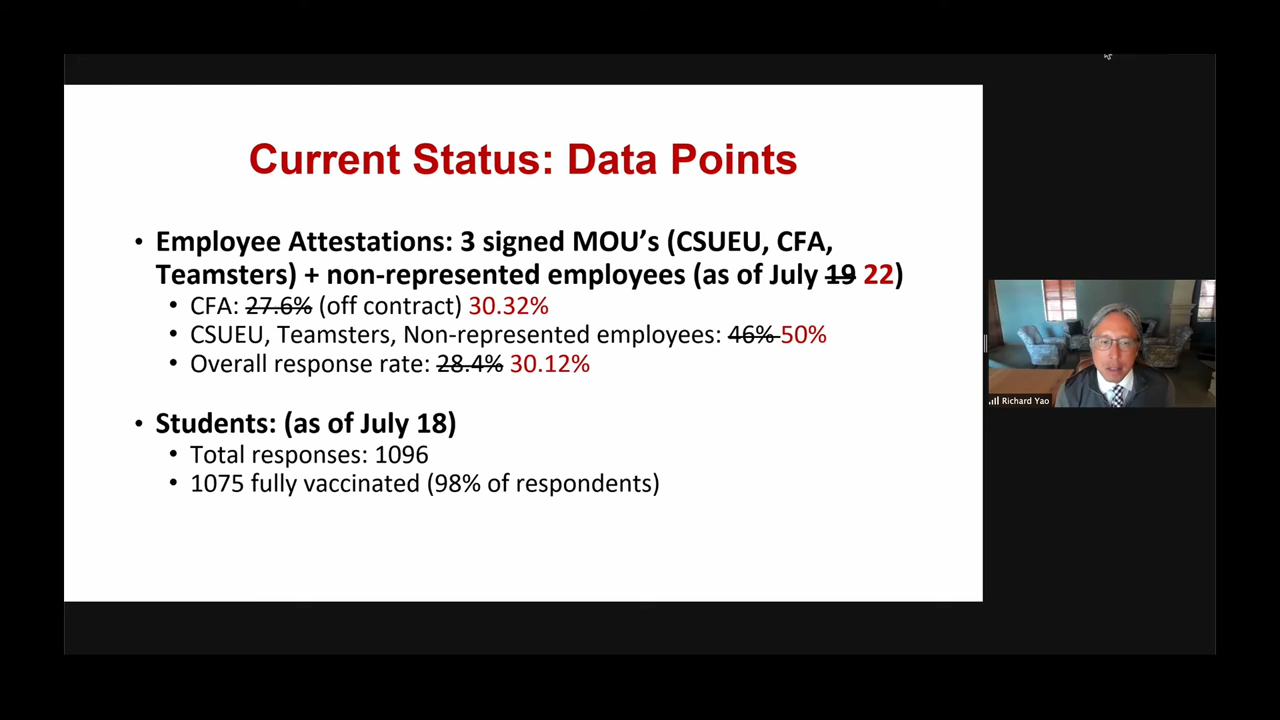 Current Status: Data Points
• Employee Attestations: 3 signed MOU's (CSUEU, CFA,
Teamsters) + non-represented employees (as of July 19 22)
• CFA: 27.6% (off contract) 30.32%
• CSUEU, Teamsters, Non-represented employees: 46% 50%
• Overall response rate: 28.4% 30.12%
• Students: (as of July 18)
• Total responses: 1096
• 1075 fully vaccinated (98% of respondents)
Richard Yao